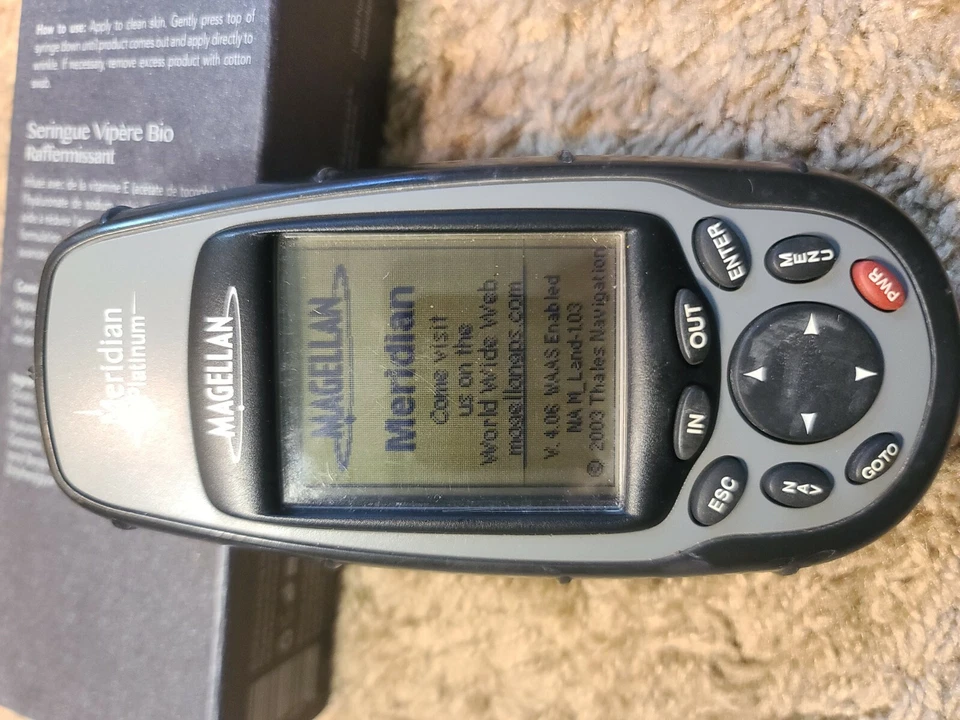 How to use: Apply to clean skin. Gently press top of
syringe down until product comes out and apply directly to
wrinkle. If necessary, remove excess product with cotton
swab.
Seringue Vipère Bio
Raffermissant
Meridian
Platinum
MAGELLAN
MAGELLAN
Meridian
Come visit
us on the
World Wide Web
magellangps.com
V. 4.06 WAAS Enabled
NA M_Land-1.03
© 2003 Thales Navigation
ENTER
MENU
PWR
OUT
IN
ESC
NAV
GOTO